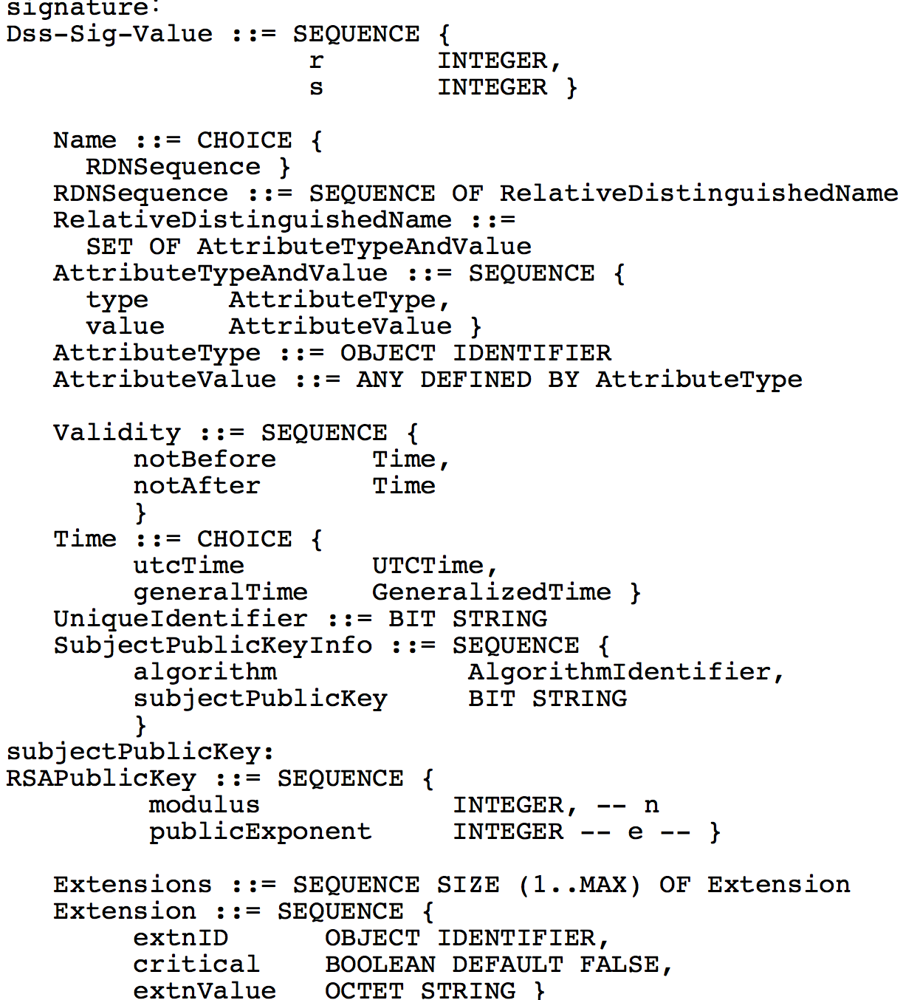 signature:
Dss-Sig-Value ::= SEQUENCE {
                   r       INTEGER,
                   s       INTEGER }

   Name ::= CHOICE {
     RDNSequence }
   RDNSequence ::= SEQUENCE OF RelativeDistinguishedName
   RelativeDistinguishedName ::=
     SET OF AttributeTypeAndValue
   AttributeTypeAndValue ::= SEQUENCE {
     type     AttributeType,
     value    AttributeValue }
   AttributeType ::= OBJECT IDENTIFIER
   AttributeValue ::= ANY DEFINED BY AttributeType

   Validity ::= SEQUENCE {
        notBefore      Time,
        notAfter       Time
        }
   Time ::= CHOICE {
        utcTime        UTCTime,
        generalTime    GeneralizedTime }
   UniqueIdentifier ::= BIT STRING
   SubjectPublicKeyInfo ::= SEQUENCE {
        algorithm            AlgorithmIdentifier,
        subjectPublicKey     BIT STRING
        }
subjectPublicKey:
RSAPublicKey ::= SEQUENCE {
         modulus            INTEGER, -- n
         publicExponent     INTEGER -- e -- }

   Extensions ::= SEQUENCE SIZE (1..MAX) OF Extension
   Extension ::= SEQUENCE {
        extnID      OBJECT IDENTIFIER,
        critical    BOOLEAN DEFAULT FALSE,
        extnValue   OCTET STRING }